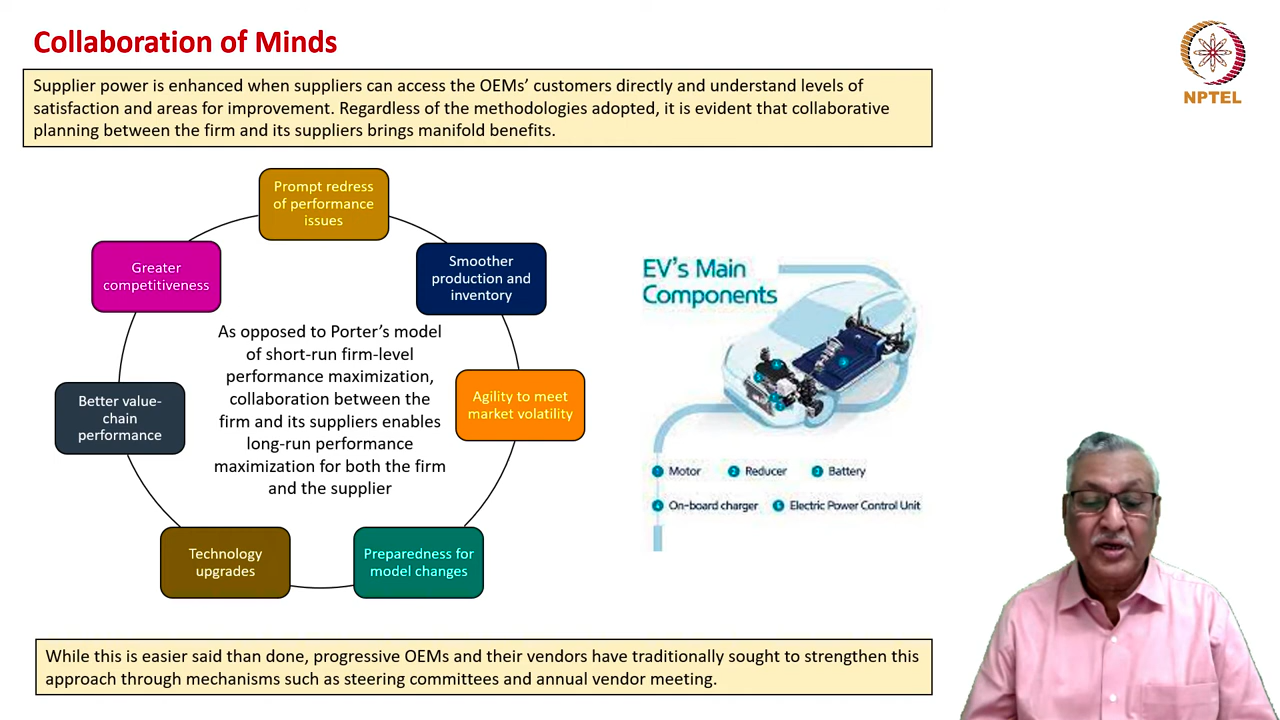 Collaboration of Minds
NPTEL
Supplier power is enhanced when suppliers can access the OEMs' customers directly and understand levels of
satisfaction and areas for improvement. Regardless of the methodologies adopted, it is evident that collaborative
planning between the firm and its suppliers brings manifold benefits.
Prompt redress
of performance
issues
Smoother
production and
inventory
Agility to meet
market volatility
Preparedness for
model changes
Technology
upgrades
Better value-
chain
performance
Greater
competitiveness
As opposed to Porter's model
of short-run firm-level
performance maximization,
collaboration between the
firm and its suppliers enables
long-run performance
maximization for both the firm
and the supplier
EV's Main
Components
1 Motor 2 Reducer 3 Battery
4 On-board charger 5 Electric Power Control Unit
While this is easier said than done, progressive OEMs and their vendors have traditionally sought to strengthen this
approach through mechanisms such as steering committees and annual vendor meeting.